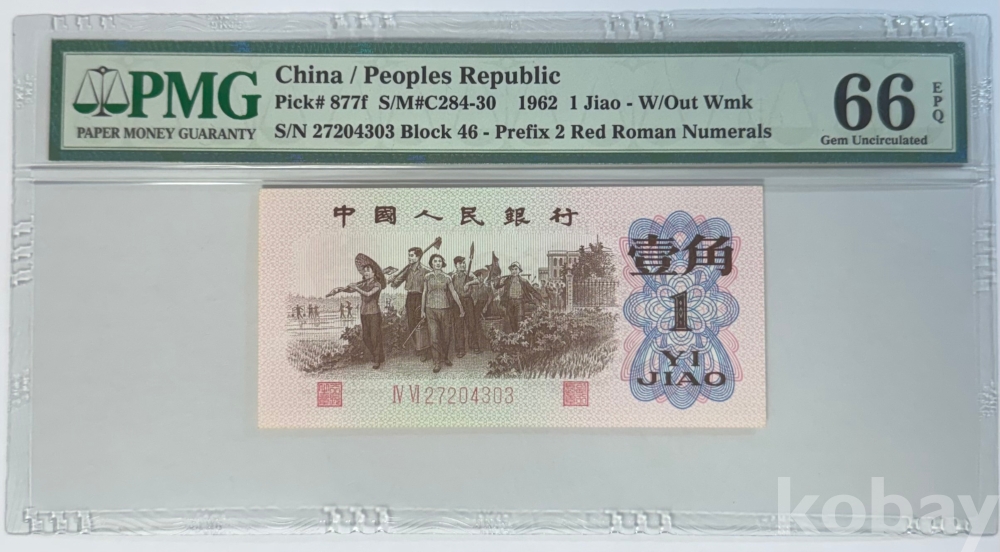 PMG
PAPER MONEY GUARANTY
China / Peoples Republic
Pick# 877f S/M#C284-30 1962 1 Jiao - W/Out Wmk
S/N 27204303 Block 46 - Prefix 2 Red Roman Numerals
66 EPQ
Gem Uncirculated
中國人民銀行
壹角
1
YI
JIAO
Ⅳ Ⅵ 27204303
kobay